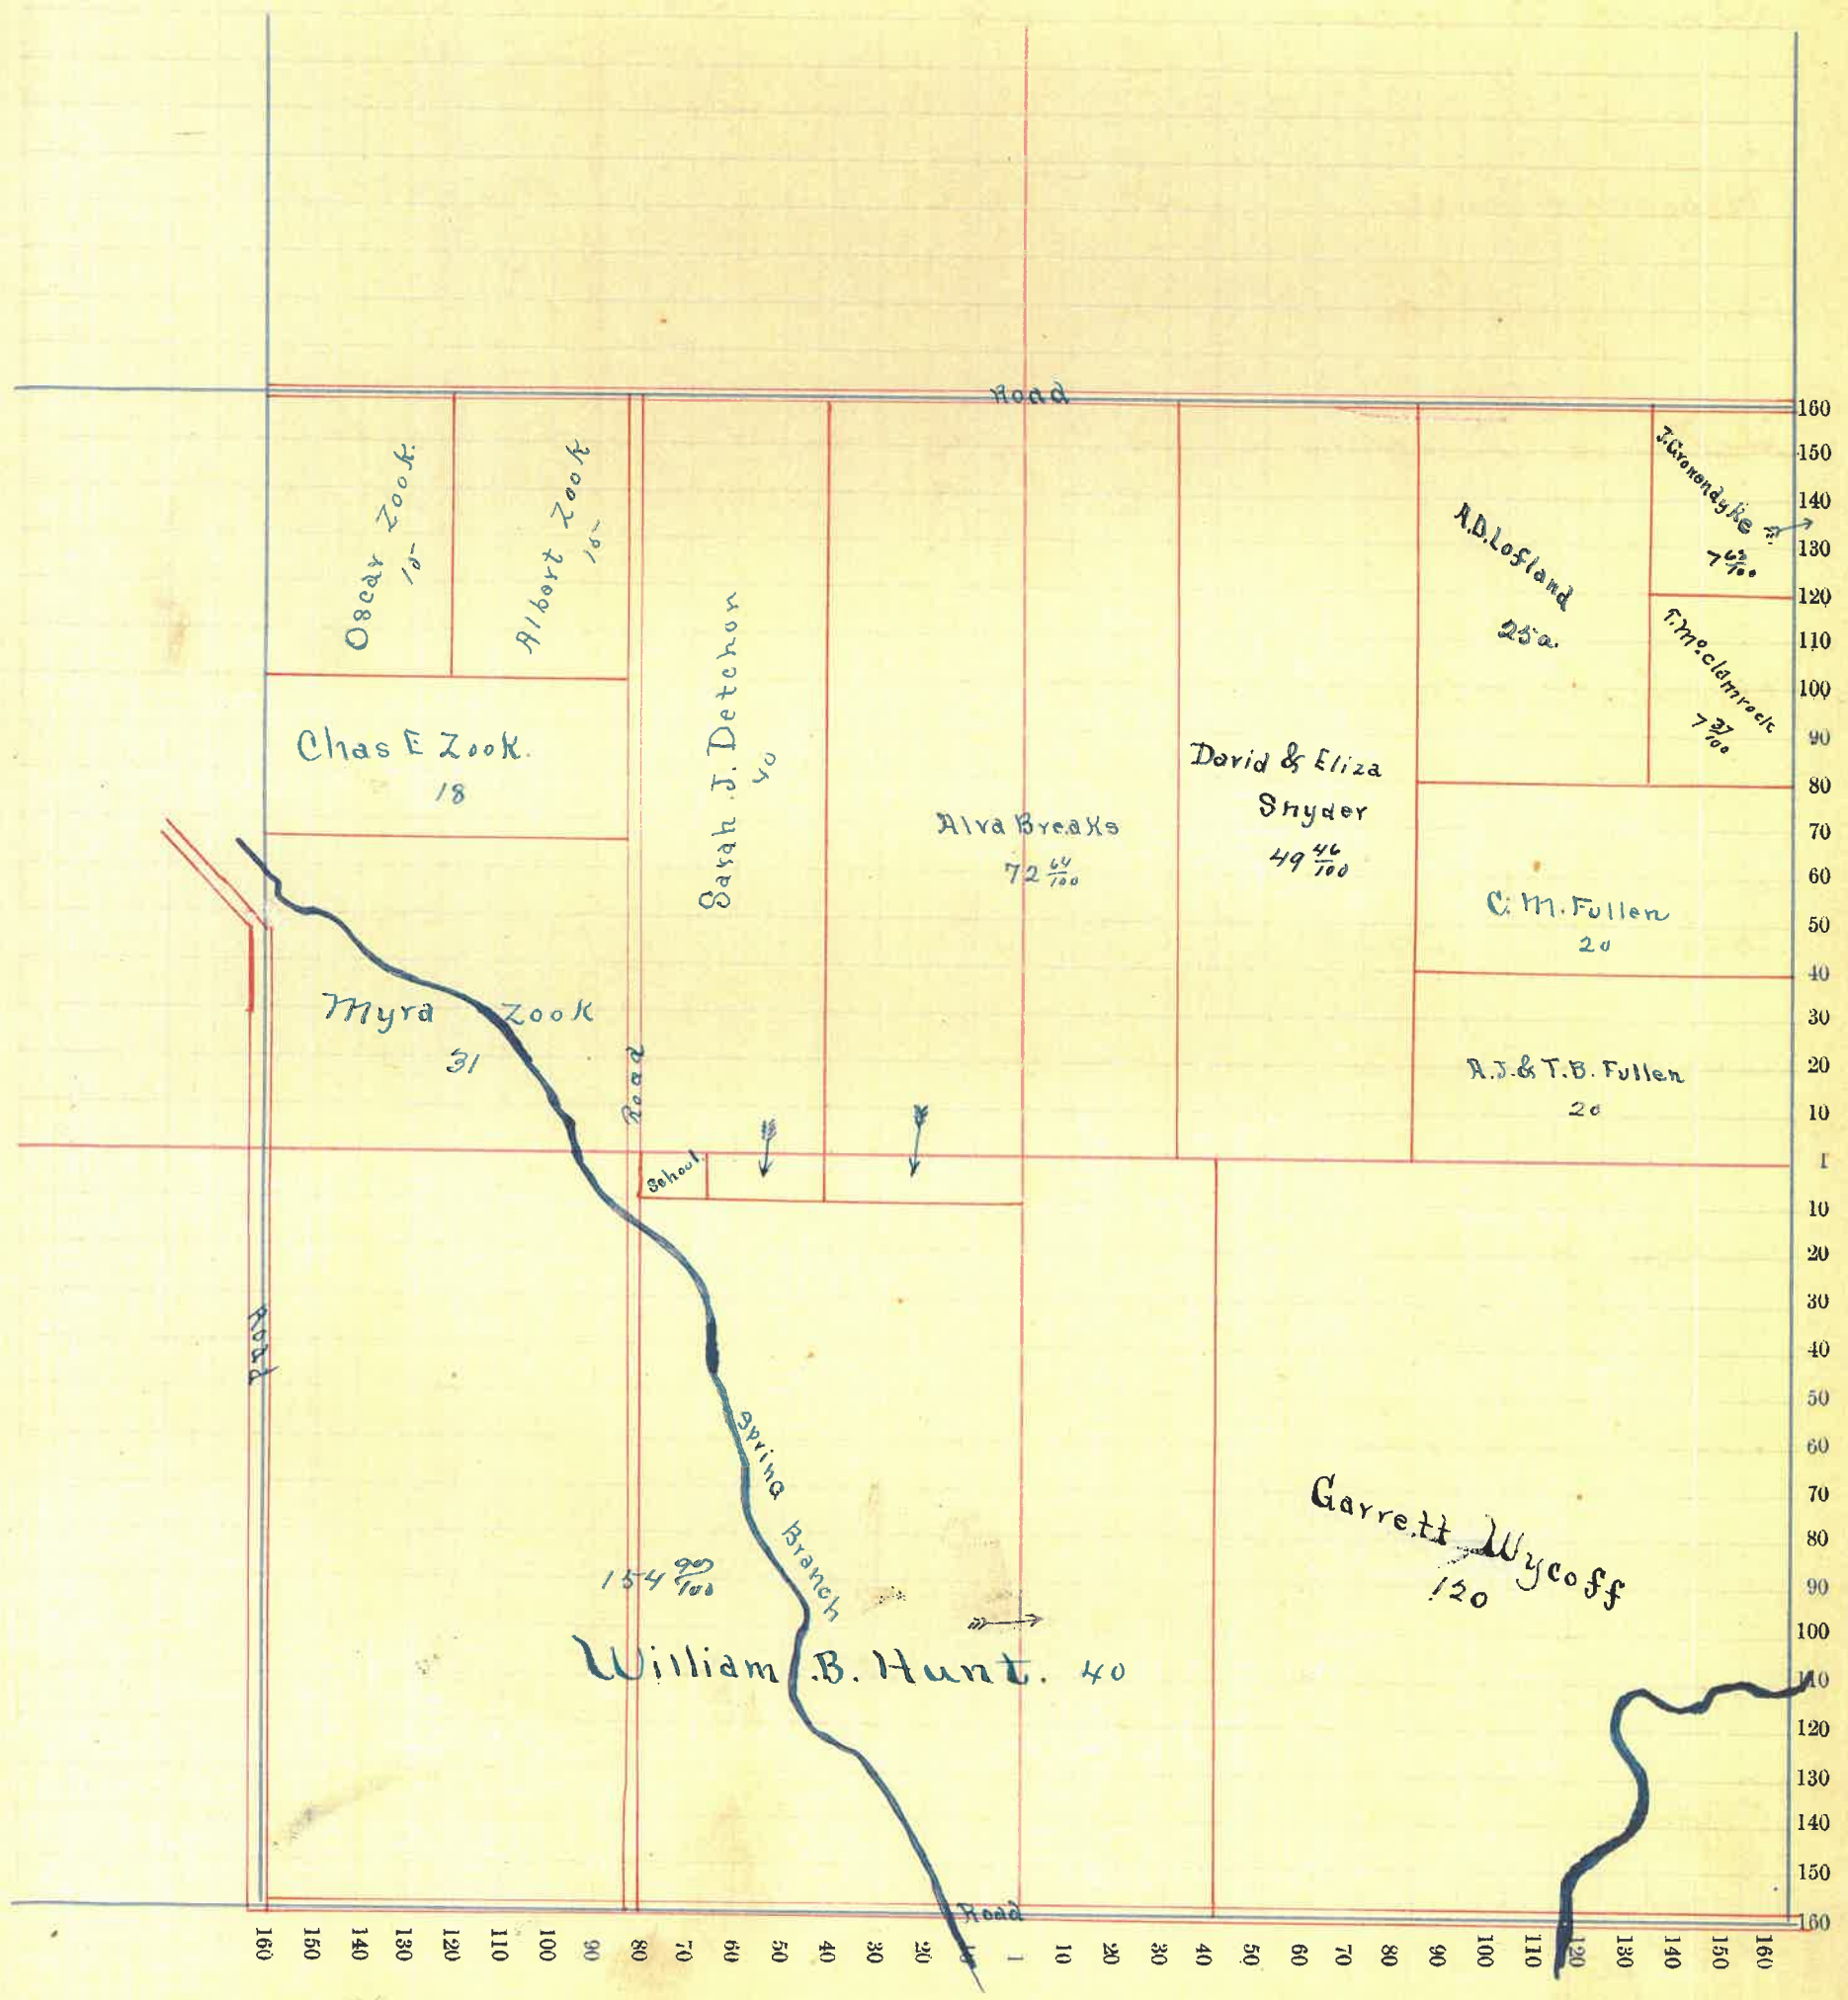 Road
Oscar Zook.
15
Albert Zook
15
Chas E Zook.
18
Myra Zook
31
Road
Sarah J. Detchon
40
School
Alva Breaks
72 64/100
David & Eliza
Snyder
49 46/100
A.D. Lofland
25a.
J. Gronendyke
7 63/100
T. McClamrock
7 37/100
C. M. Fullen
20
A.J. & T.B. Fullen
20
Road
Spring Branch
154 90/100
William B. Hunt. 40
Garrett Wycoff
120
Road
160
150
140
130
120
110
100
90
80
70
60
50
40
30
20
10
1
10
20
30
40
50
60
70
80
90
100
110
120
130
140
150
160
160 150 140 130 120 110 100 90 80 70 60 50 40 30 20 10 1 10 20 30 40 50 60 70 80 90 100 110 120 130 140 150 160